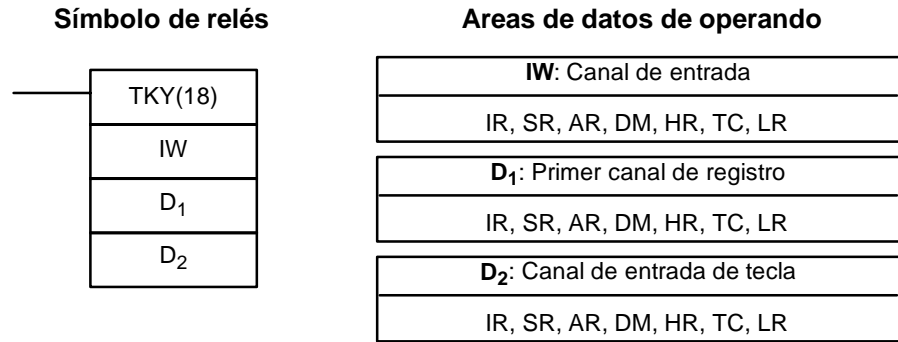 Símbolo de relés
Areas de datos de operando
TKY(18)
IW
D1
D2
IW: Canal de entrada
IR, SR, AR, DM, HR, TC, LR
D1: Primer canal de registro
IR, SR, AR, DM, HR, TC, LR
D2: Canal de entrada de tecla
IR, SR, AR, DM, HR, TC, LR